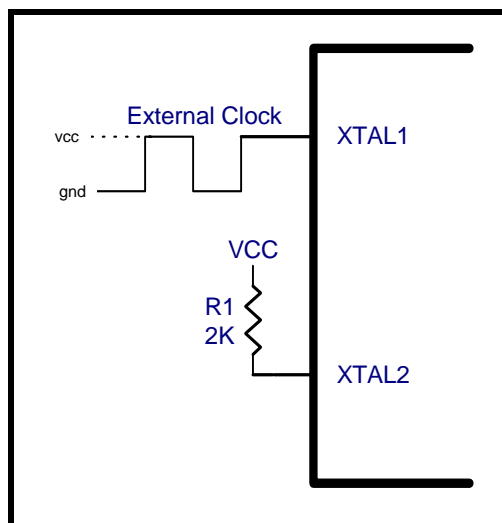 External Clock
vcc
XTAL1
gnd
VCC
R1
2K
XTAL2